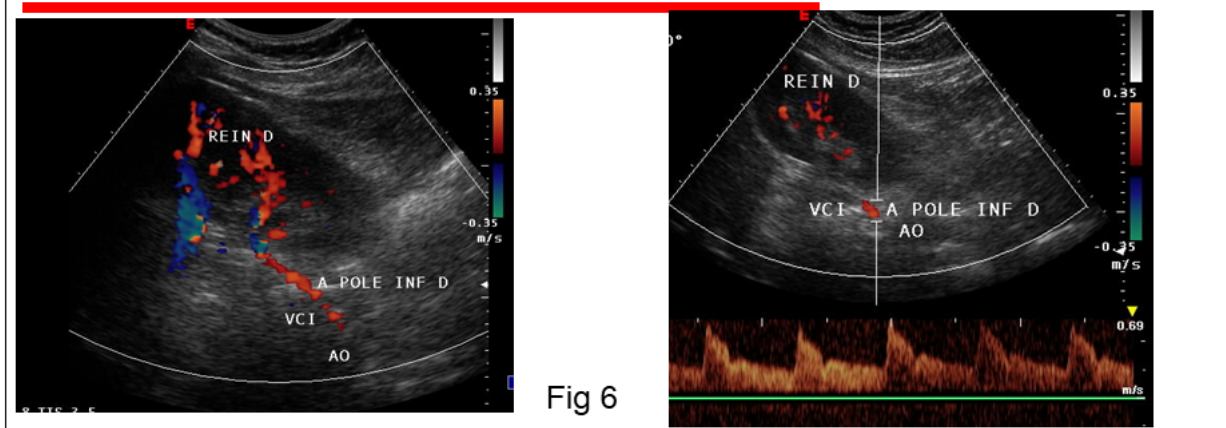 E
0.35
REIN D
-0.35
m/s
A POLE INF D
VCI
AO
Fig 6
E
0°
REIN D
0.35
VCI A POLE INF D
AO
-0.35
m/s
0.69
m/s